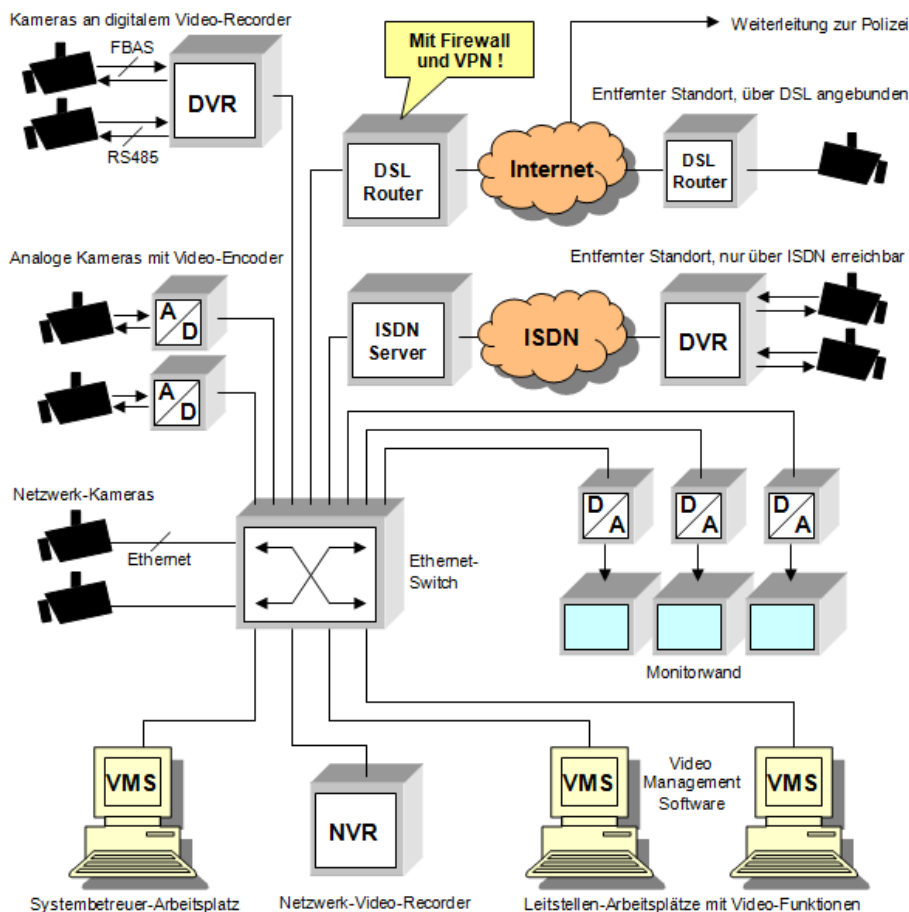 Kameras an digitalem Video-Recorder
FBAS
DVR
RS485
Mit Firewall
und VPN !
Weiterleitung zur Polizei
Entfernter Standort, über DSL angebunden
DSL
Router
Internet
DSL
Router
Analoge Kameras mit Video-Encoder
A
D
A
D
Entfernter Standort, nur über ISDN erreichbar
ISDN
Server
ISDN
DVR
Netzwerk-Kameras
Ethernet
Ethernet-
Switch
D
A
D
A
D
A
Monitorwand
VMS
Systembetreuer-Arbeitsplatz
NVR
Netzwerk-Video-Recorder
VMS
Video
Management
Software
VMS
Leitstellen-Arbeitsplätze mit Video-Funktionen